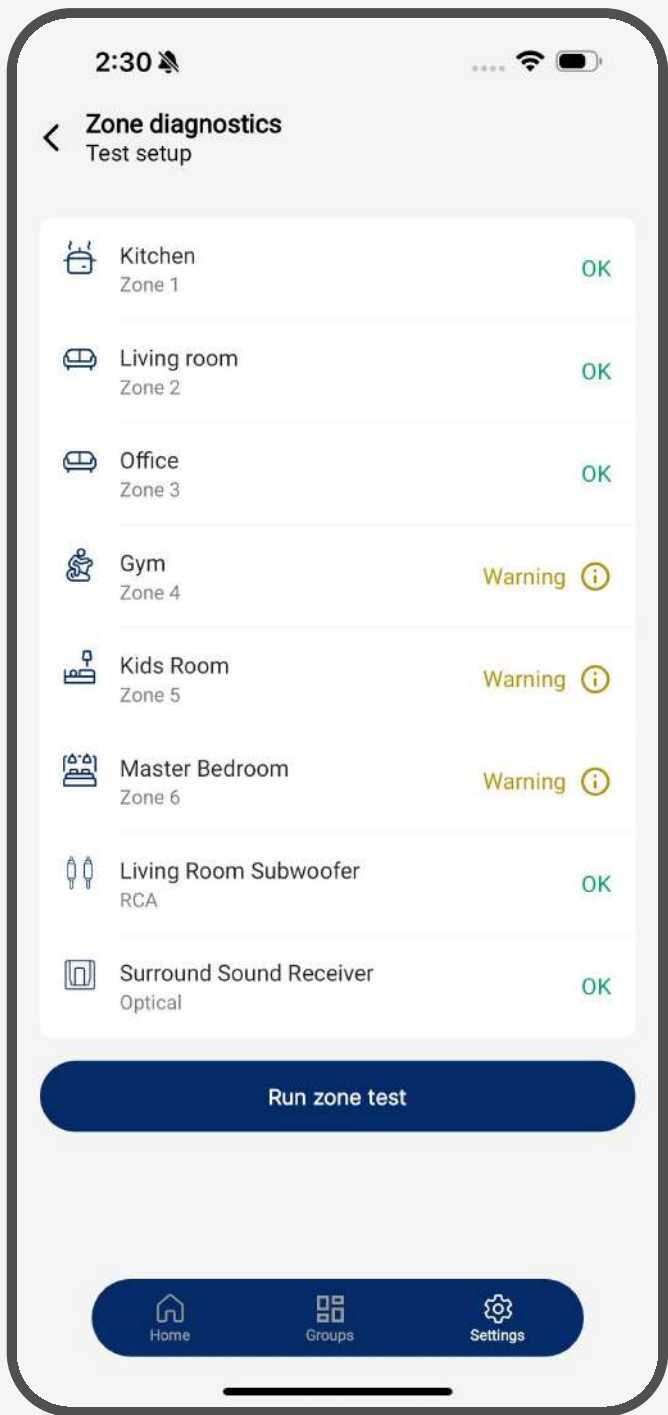 2:30
Zone diagnostics
Test setup
Kitchen
Zone 1
OK
Living room
Zone 2
OK
Office
Zone 3
OK
Gym
Zone 4
Warning
Kids Room
Zone 5
Warning
Master Bedroom
Zone 6
Warning
Living Room Subwoofer
RCA
OK
Surround Sound Receiver
Optical
OK
Run zone test
Home
Groups
Settings